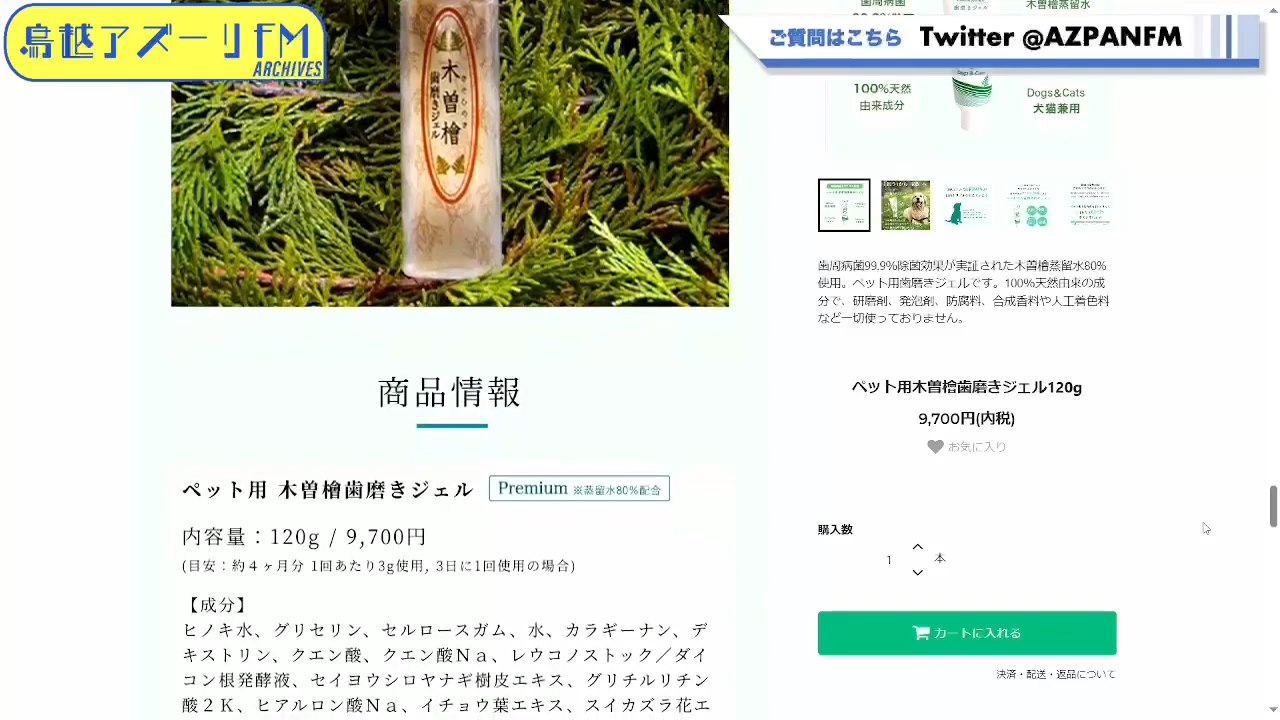 鳥越アズーリFM
ARCHIVES
ご質問はこちら Twitter @AZPANFM
木曽檜蒸留水
100%天然
由来成分
Dogs&Cats
Dogs&Cats
犬猫兼用
木曽檜
きそひのき
歯磨きジェル
歯周病菌99.9%除菌効果が実証された木曽檜蒸留水80%
使用。ペット用歯磨きジェルです。100%天然由来の成
分で、研磨剤、発泡剤、防腐料、合成香料や人工着色料
など一切使っておりません。
商品情報
ペット用木曽檜歯磨きジェル120g
9,700円(内税)
お気に入り
ペット用 木曽檜歯磨きジェル Premium ※蒸留水80%配合
内容量：120g / 9,700円
(目安：約４ヶ月分 1回あたり3g使用, 3日に1回使用の場合)
購入数
1 本
【成分】
ヒノキ水、グリセリン、セルロースガム、水、カラギーナン、デ
キストリン、クエン酸、クエン酸Ｎａ、レウコノストック／ダイ
コン根発酵液、セイヨウシロヤナギ樹皮エキス、グリチルリチン
酸２Ｋ、ヒアルロン酸Ｎａ、イチョウ葉エキス、スイカズラ花エ
カートに入れる
決済・配送・返品について